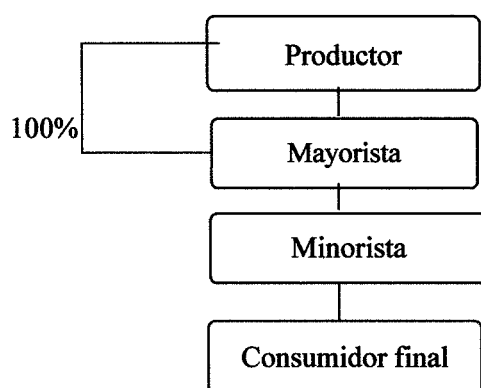 Productor
100%
Mayorista
Minorista
Consumidor final